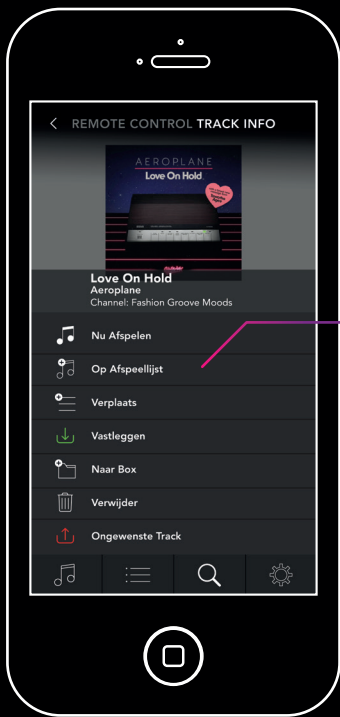 REMOTE CONTROL TRACK INFO
AEROPLANE
Love On Hold
Love On Hold
Aeroplane
Channel: Fashion Groove Moods
Nu Afspelen
Op Afspeellijst
Verplaats
Vastleggen
Naar Box
Verwijder
Ongewenste Track